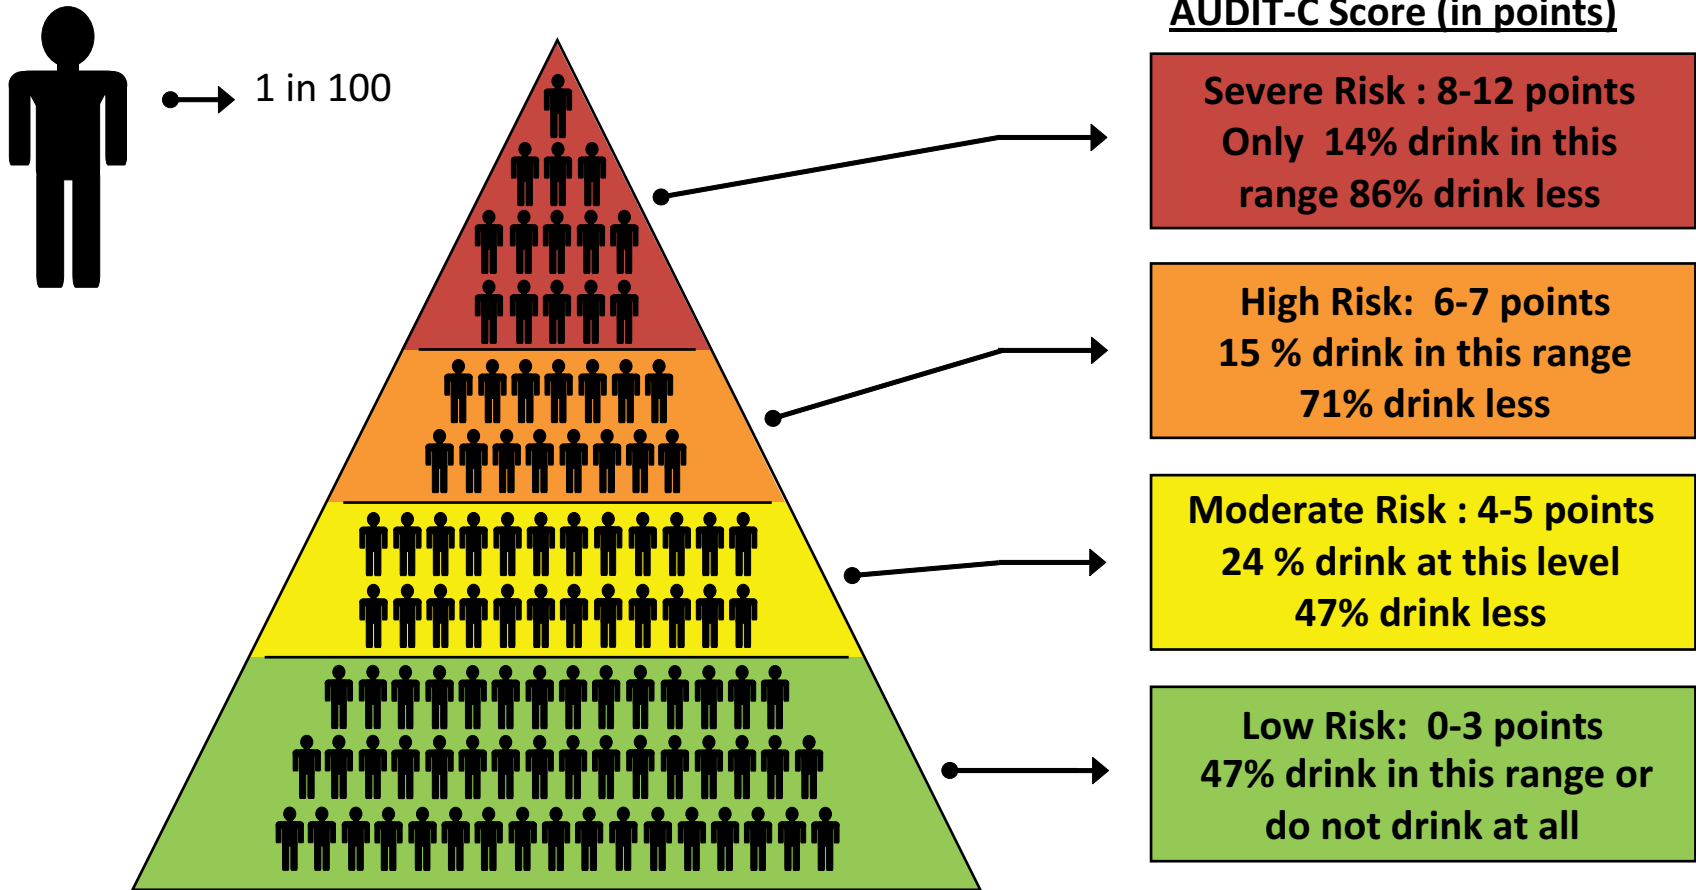 AUDIT-C Score (in points)
1 in 100
Severe Risk : 8-12 points
Only 14% drink in this
range 86% drink less
High Risk: 6-7 points
15 % drink in this range
71% drink less
Moderate Risk : 4-5 points
24 % drink at this level
47% drink less
Low Risk: 0-3 points
47% drink in this range or
do not drink at all